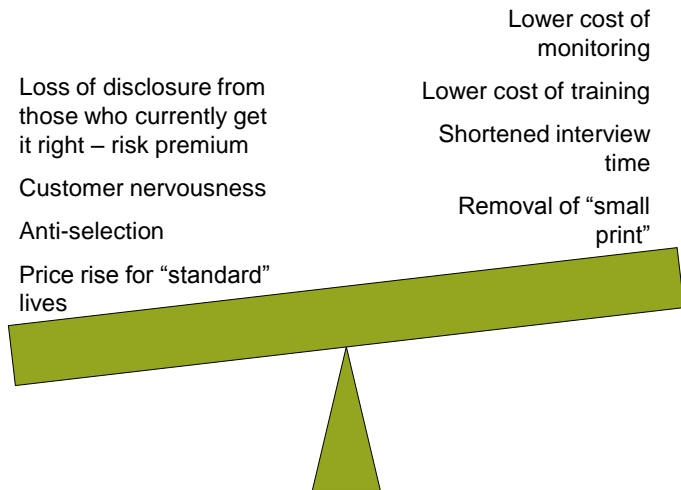 Loss of disclosure from
those who currently get
it right – risk premium
Customer nervousness
Anti-selection
Price rise for “standard”
lives
Lower cost of
monitoring
Lower cost of training
Shortened interview
time
Removal of “small
print”